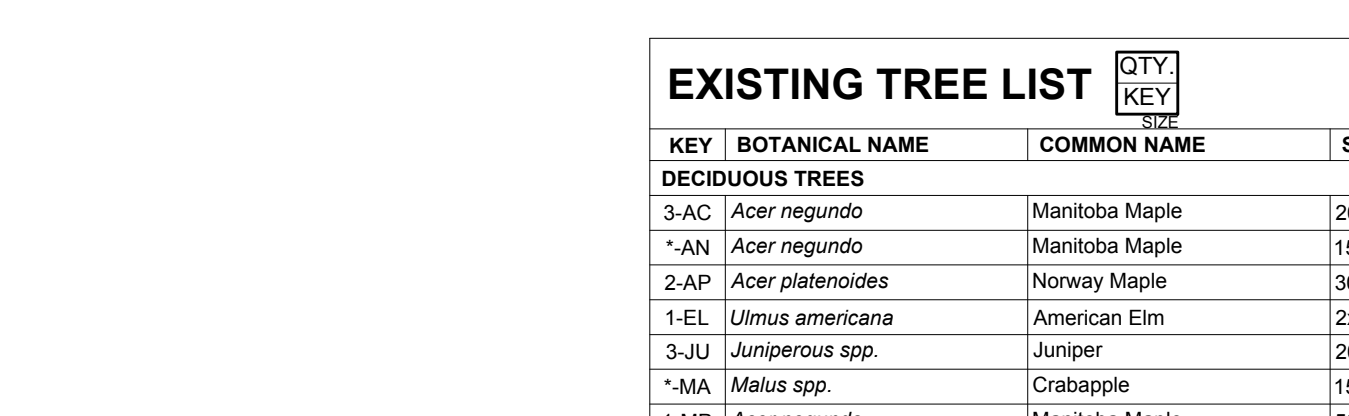 EXISTING TREE LIST QTY.
KEY
SIZE
KEY BOTANICAL NAME COMMON NAME
DECIDUOUS TREES
3-AC Acer negundo Manitoba Maple
*-AN Acer negundo Manitoba Maple
2-AP Acer platenoides Norway Maple
1-EL Ulmus americana American Elm
3-JU Juniperous spp. Juniper
*-MA Malus spp. Crabapple